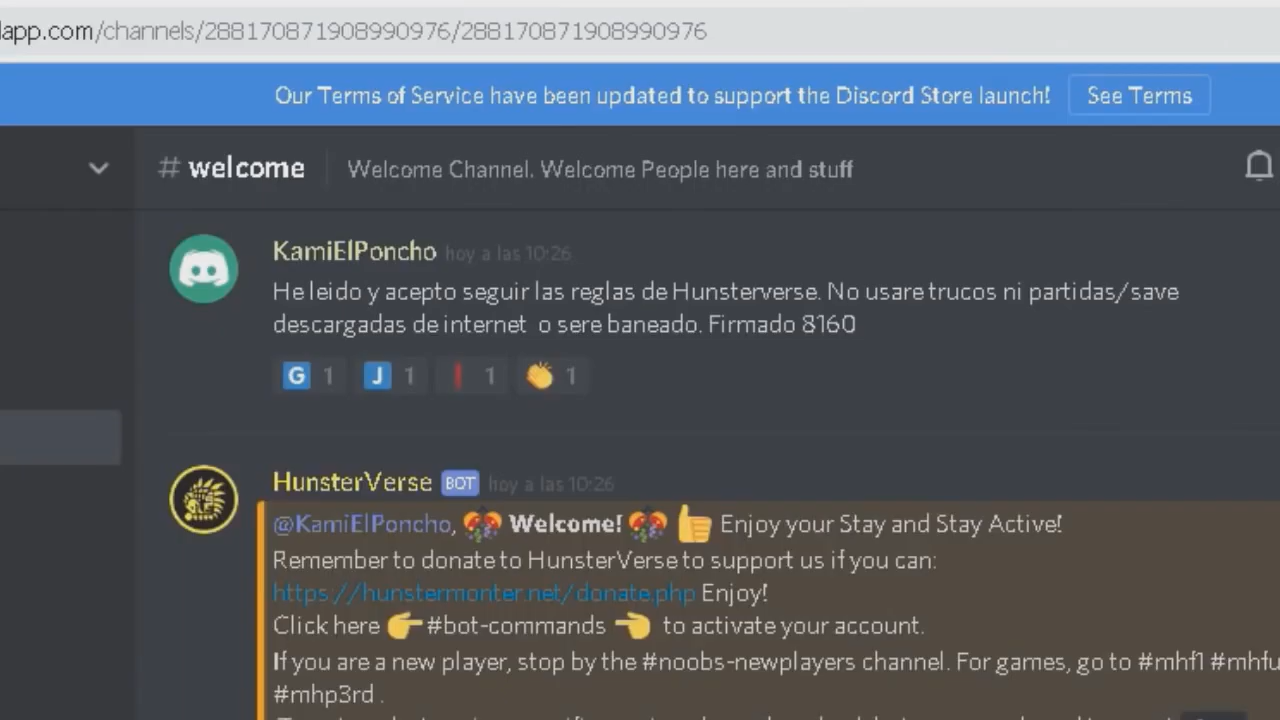 app.com/channels/288170871908990976/288170871908990976
Our Terms of Service have been updated to support the Discord Store launch! See Terms
# welcome Welcome Channel. Welcome People here and stuff
KamiElPoncho hoy a las 10:26
He leido y acepto seguir las reglas de Hunsterverse. No usare trucos ni partidas/save
descargadas de internet o sere baneado. Firmado 8160
G 1 J 1 1 1
HunsterVerse BOT hoy a las 10:26
@KamiElPoncho, Welcome! Enjoy your Stay and Stay Active!
Remember to donate to HunsterVerse to support us if you can:
https://hunstermonter.net/donate.php Enjoy!
Click here #bot-commands to activate your account.
If you are a new player, stop by the #noobs-newplayers channel. For games, go to #mhf1 #mhfu
#mhp3rd .